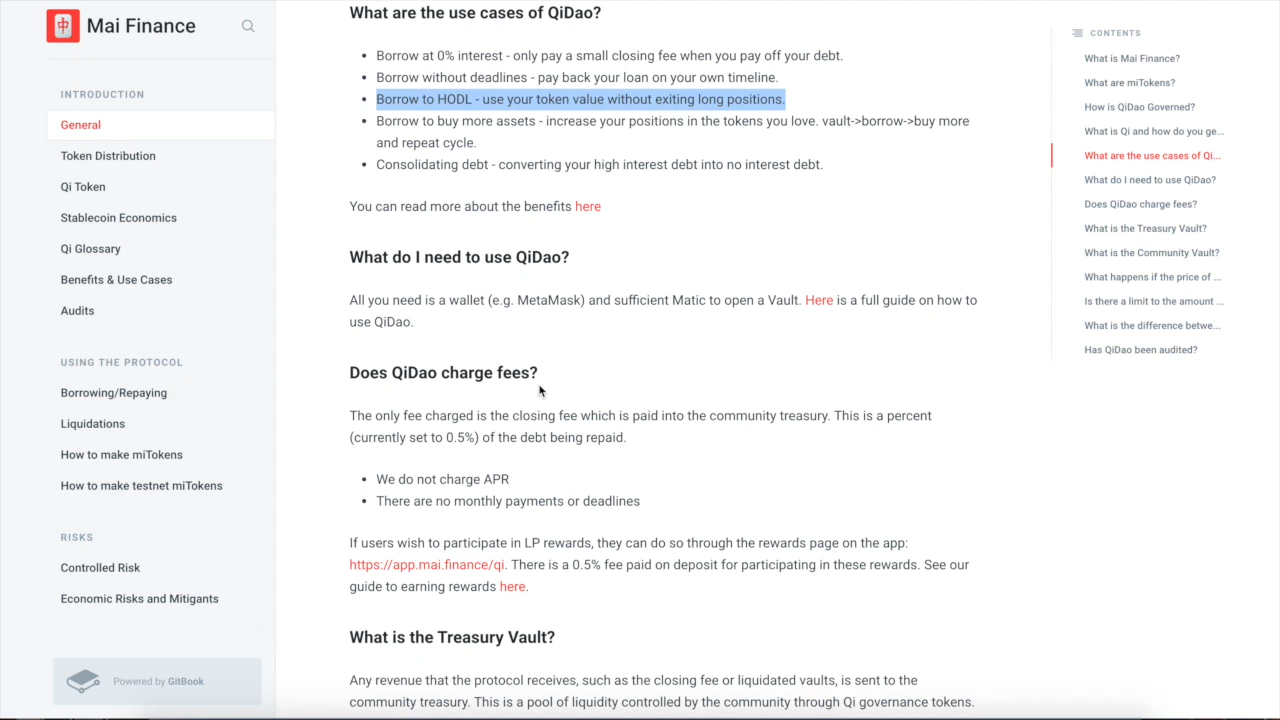 中
Mai Finance
INTRODUCTION
General
Token Distribution
Qi Token
Stablecoin Economics
Qi Glossary
Benefits & Use Cases
Audits
USING THE PROTOCOL
Borrowing/Repaying
Liquidations
How to make miTokens
How to make testnet miTokens
RISKS
Controlled Risk
Economic Risks and Mitigants
Powered by GitBook
What are the use cases of QiDao?
• Borrow at 0% interest - only pay a small closing fee when you pay off your debt.
• Borrow without deadlines - pay back your loan on your own timeline.
• Borrow to HODL - use your token value without exiting long positions.
• Borrow to buy more assets - increase your positions in the tokens you love. vault->borrow->buy more
and repeat cycle.
• Consolidating debt - converting your high interest debt into no interest debt.
You can read more about the benefits here
What do I need to use QiDao?
All you need is a wallet (e.g. MetaMask) and sufficient Matic to open a Vault. Here is a full guide on how to
use QiDao.
Does QiDao charge fees?
The only fee charged is the closing fee which is paid into the community treasury. This is a percent
(currently set to 0.5%) of the debt being repaid.
• We do not charge APR
• There are no monthly payments or deadlines
If users wish to participate in LP rewards, they can do so through the rewards page on the app:
https://app.mai.finance/qi. There is a 0.5% fee paid on deposit for participating in these rewards. See our
guide to earning rewards here.
What is the Treasury Vault?
Any revenue that the protocol receives, such as the closing fee or liquidated vaults, is sent to the
community treasury. This is a pool of liquidity controlled by the community through Qi governance tokens.
CONTENTS
What is Mai Finance?
What are miTokens?
How is QiDao Governed?
What is Qi and how do you ge...
What are the use cases of Qi...
What do I need to use QiDao?
Does QiDao charge fees?
What is the Treasury Vault?
What is the Community Vault?
What happens if the price of ...
Is there a limit to the amount ...
What is the difference betwe...
Has QiDao been audited?